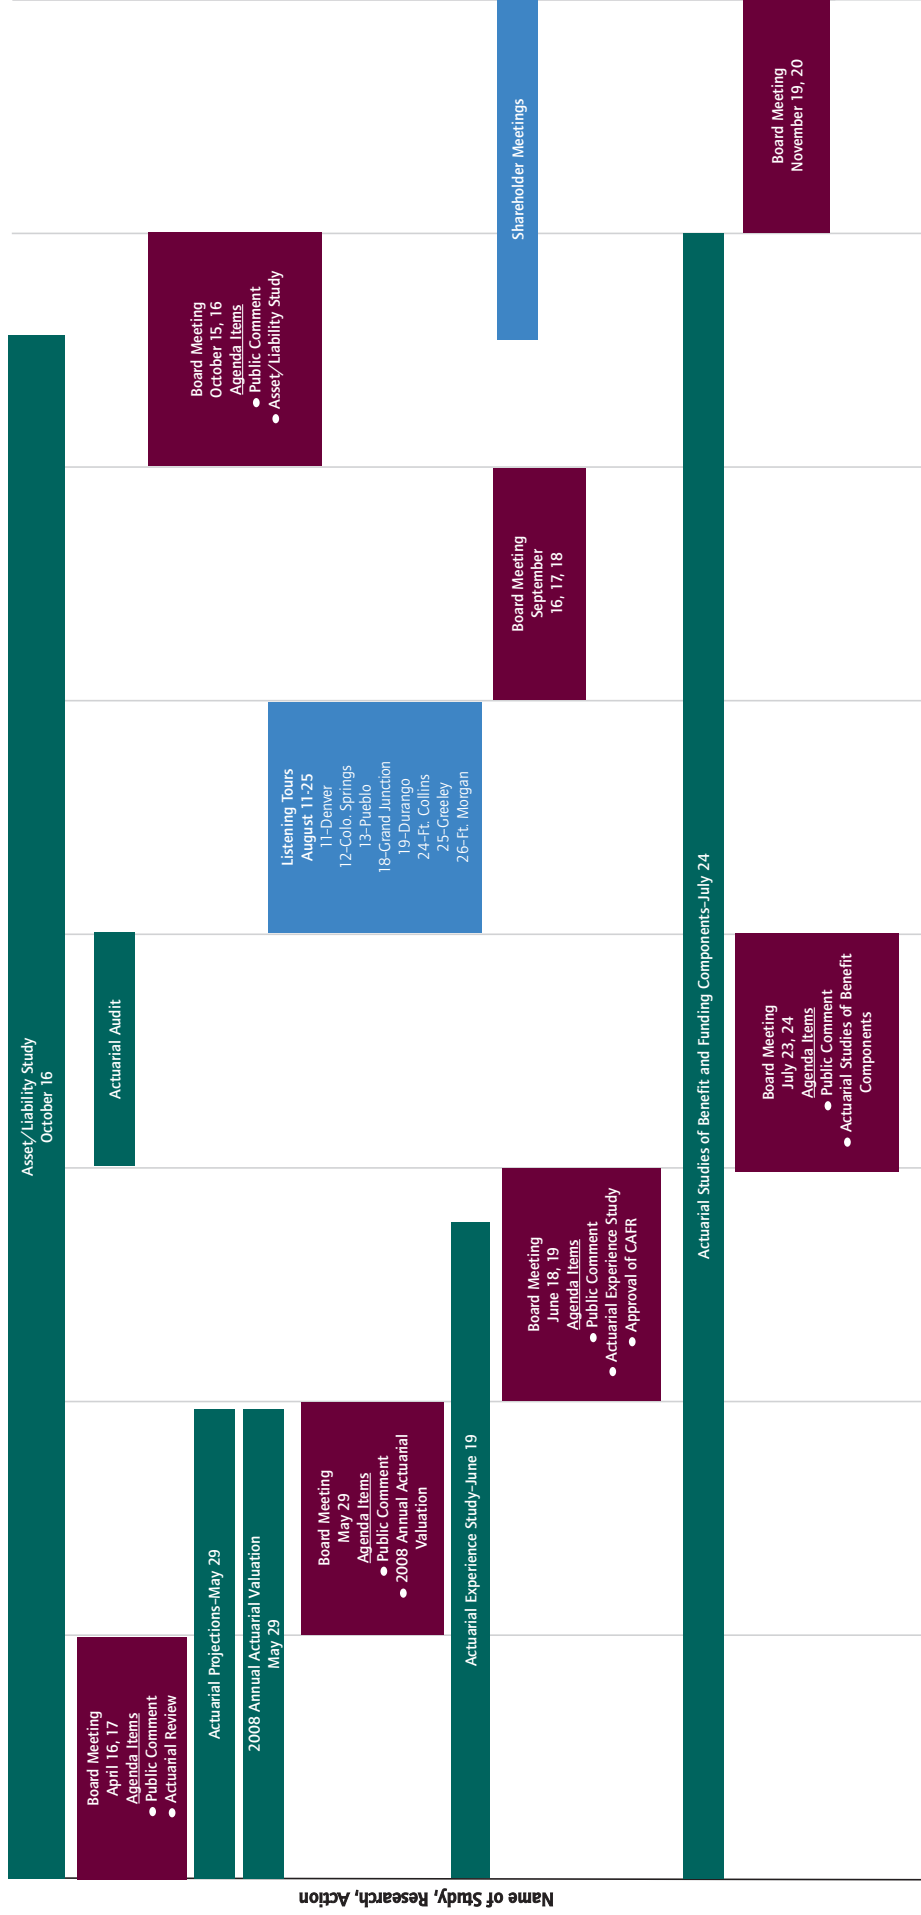 Asset/Liability Study
October 16
Board Meeting
April 16, 17
Agenda Items
● Public Comment
● Actuarial Review
Actuarial Audit
Board Meeting
October 15, 16
Agenda Items
● Public Comment
● Asset/Liability Study
Actuarial Projections–May 29
2008 Annual Actuarial Valuation
May 29
Listening Tours
August 11-25
11–Denver
12–Colo. Springs
13–Pueblo
18–Grand Junction
19–Durango
24–Ft. Collins
25–Greeley
26–Ft. Morgan
Board Meeting
May 29
Agenda Items
● Public Comment
● 2008 Annual Actuarial
Valuation
Actuarial Experience Study–June 19
Board Meeting
September
16, 17, 18
Shareholder Meetings
Board Meeting
June 18, 19
Agenda Items
● Public Comment
● Actuarial Experience Study
● Approval of CAFR
Actuarial Studies of Benefit and Funding Components–July 24
Board Meeting
July 23, 24
Agenda Items
● Public Comment
● Actuarial Studies of Benefit
Components
Board Meeting
November 19, 20
Name of Study, Research, Action